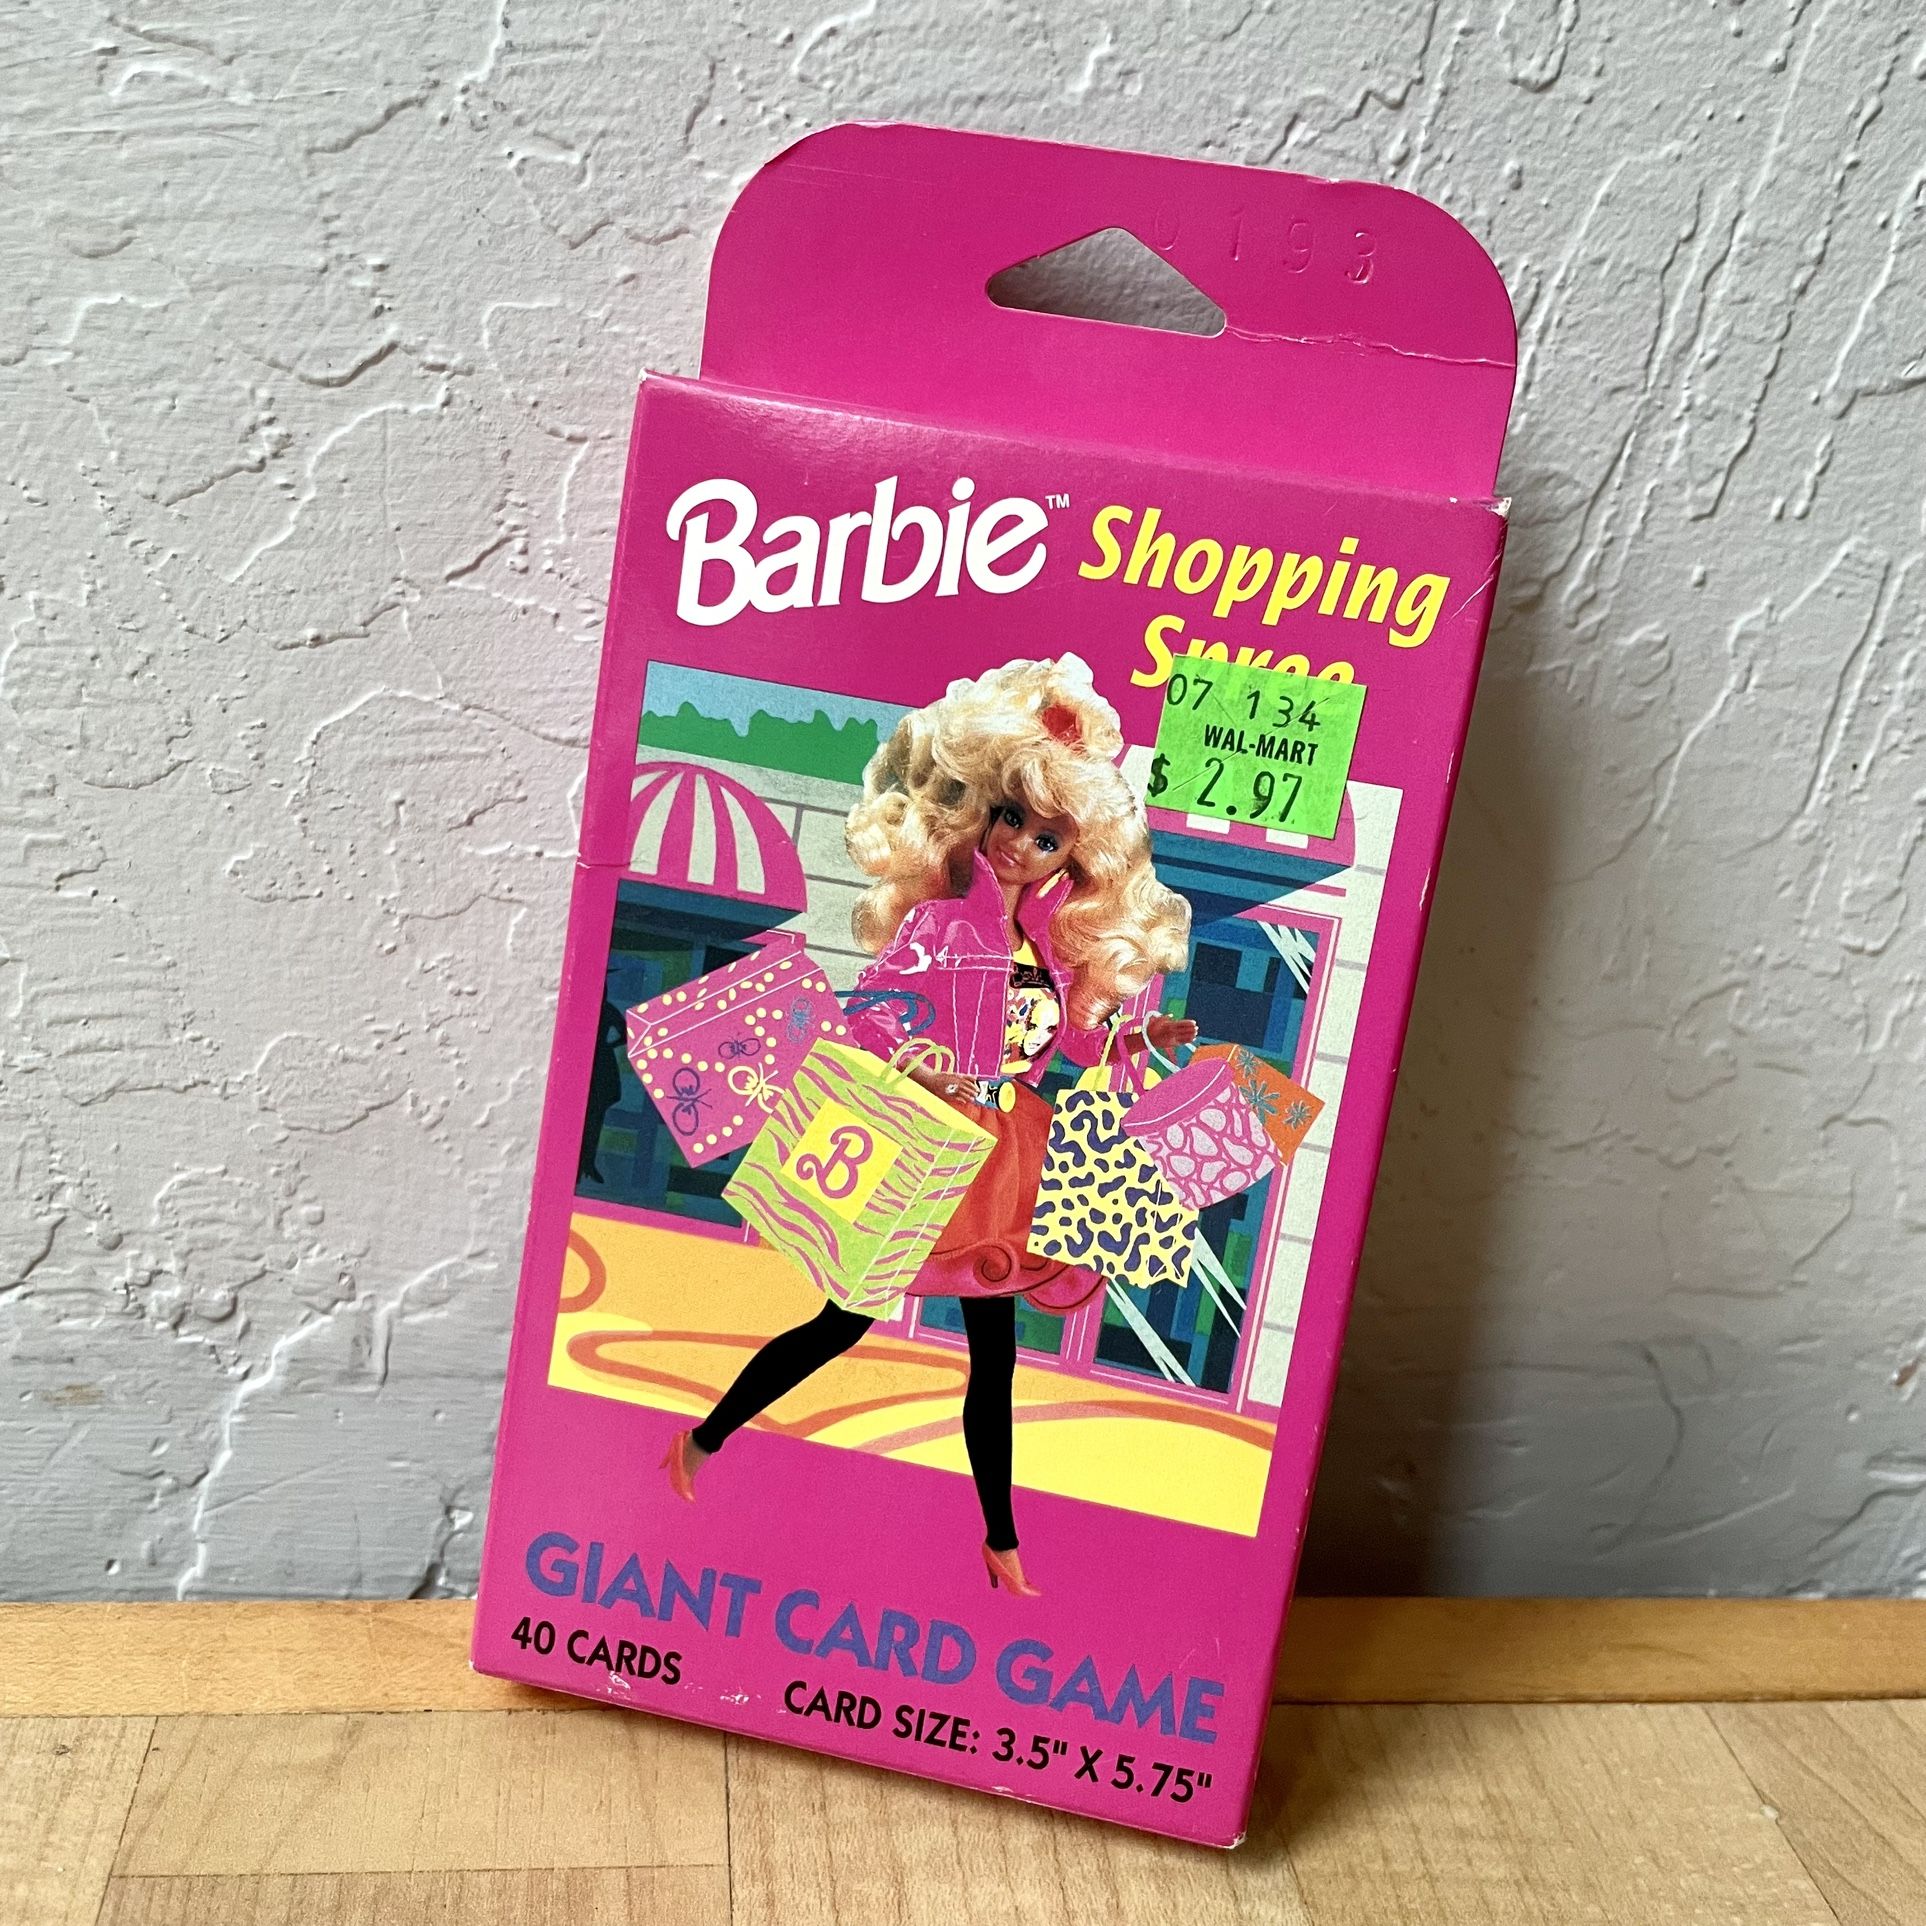 0193
Barbie™ Shopping
Spree
07 134
WAL-MART
$ 2.97
B
GIANT CARD GAME
40 CARDS
CARD SIZE: 3.5" X 5.75"